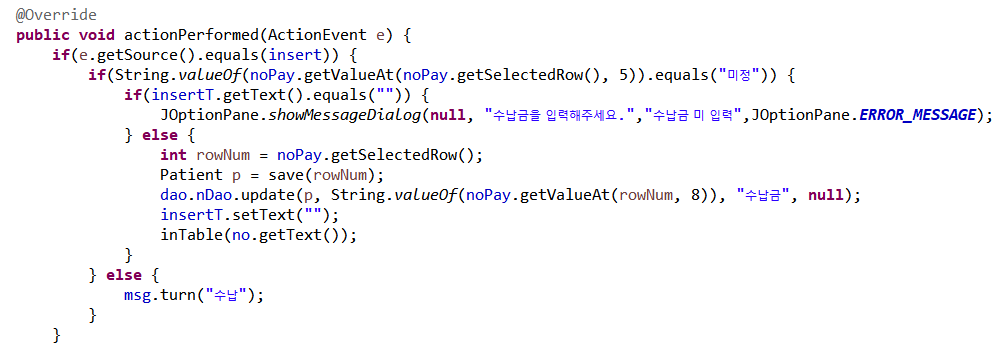 @Override
public void actionPerformed(ActionEvent e) {
if(e.getSource().equals(insert)) {
if(String.valueOf(noPay.getValueAt(noPay.getSelectedRow(), 5)).equals("미정")) {
if(insertT.getText().equals("")) {
JOptionPane.showMessageDialog(null, "수납금을 입력해주세요.","수납금 미 입력",JOptionPane.ERROR_MESSAGE);
} else {
int rowNum = noPay.getSelectedRow();
Patient p = save(rowNum);
dao.nDao.update(p, String.valueOf(noPay.getValueAt(rowNum, 8)), "수납금", null);
insertT.setText("");
inTable(no.getText());
}
} else {
msg.turn("수납");
}
}